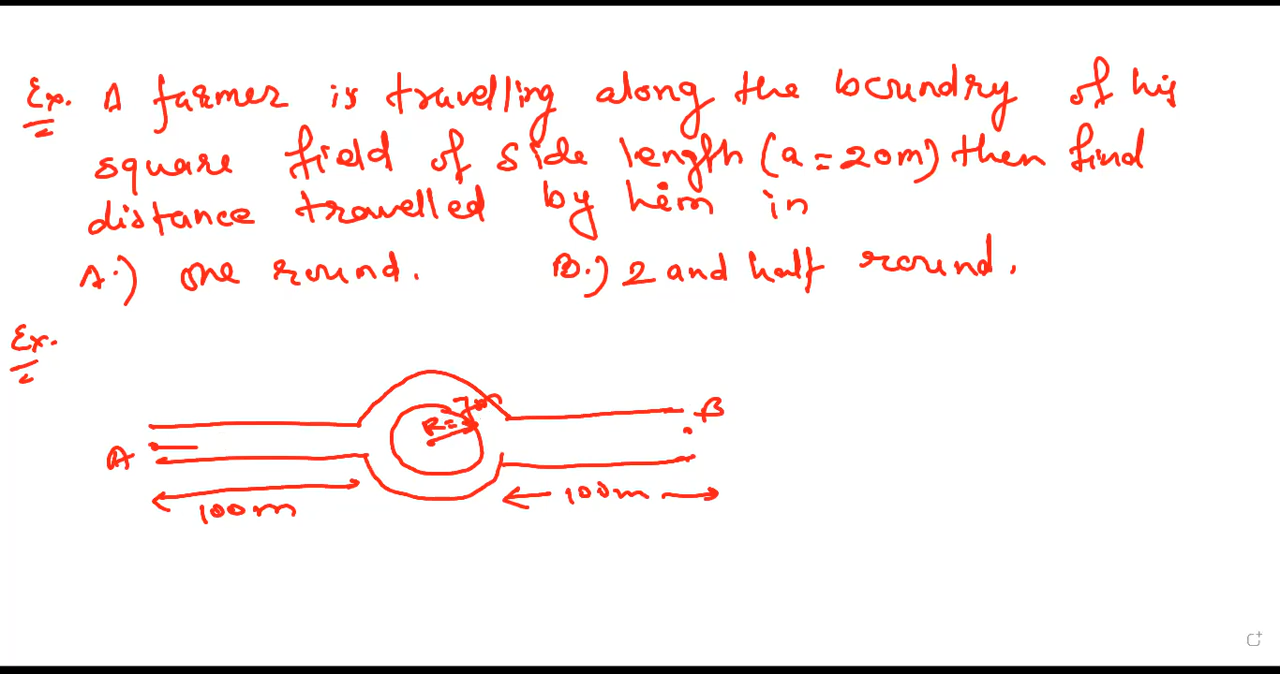 Ex. A farmer is travelling along the boundry of his
square field of side length (a=20m) then find
distance travelled by him in
A.) one round. B.) 2 and half round.
Ex.
R=7m
A B
100m 100m